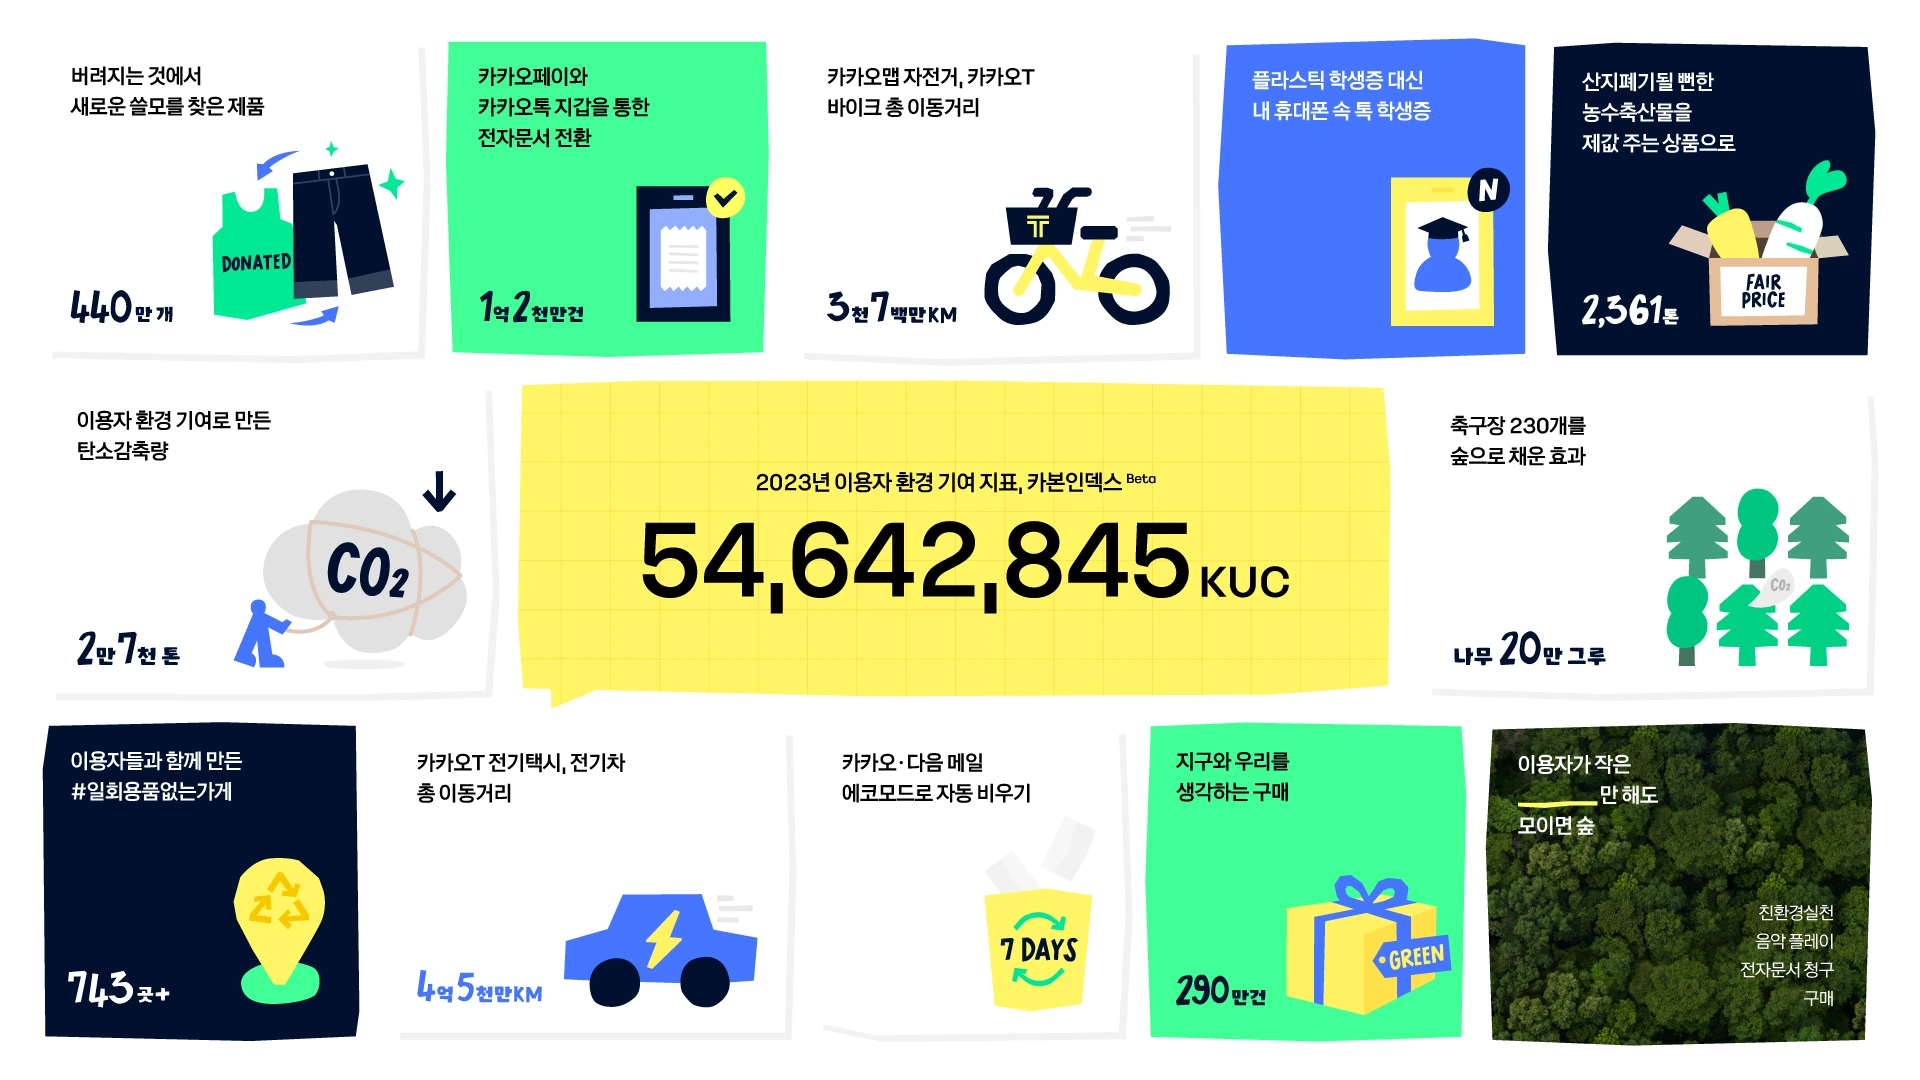 버려지는 것에서
새로운 쓸모를 찾은 제품
DONATED
440만 개
카카오페이와
카카오톡 지갑을 통한
전자문서 전환
1억2천만건
카카오맵 자전거, 카카오T
바이크 총 이동거리
T
3천7백만KM
플라스틱 학생증 대신
내 휴대폰 속 톡 학생증
N
산지폐기될 뻔한
농수축산물을
제값 주는 상품으로
FAIR
PRICE
2,361톤
이용자 환경 기여로 만든
탄소감축량
CO₂
2만7천 톤
2023년 이용자 환경 기여 지표, 카본인덱스 Beta
54,642,845 KUC
축구장 230개를
숲으로 채운 효과
CO₂
나무 20만 그루
이용자들과 함께 만든
#일회용품없는가게
743곳+
카카오T 전기택시, 전기차
총 이동거리
4억5천만KM
카카오·다음 메일
에코모드로 자동 비우기
7 DAYS
지구와 우리를
생각하는 구매
GREEN
290만건
이용자가 작은
만 해도
모이면 숲
친환경실천
음악 플레이
전자문서 청구
구매